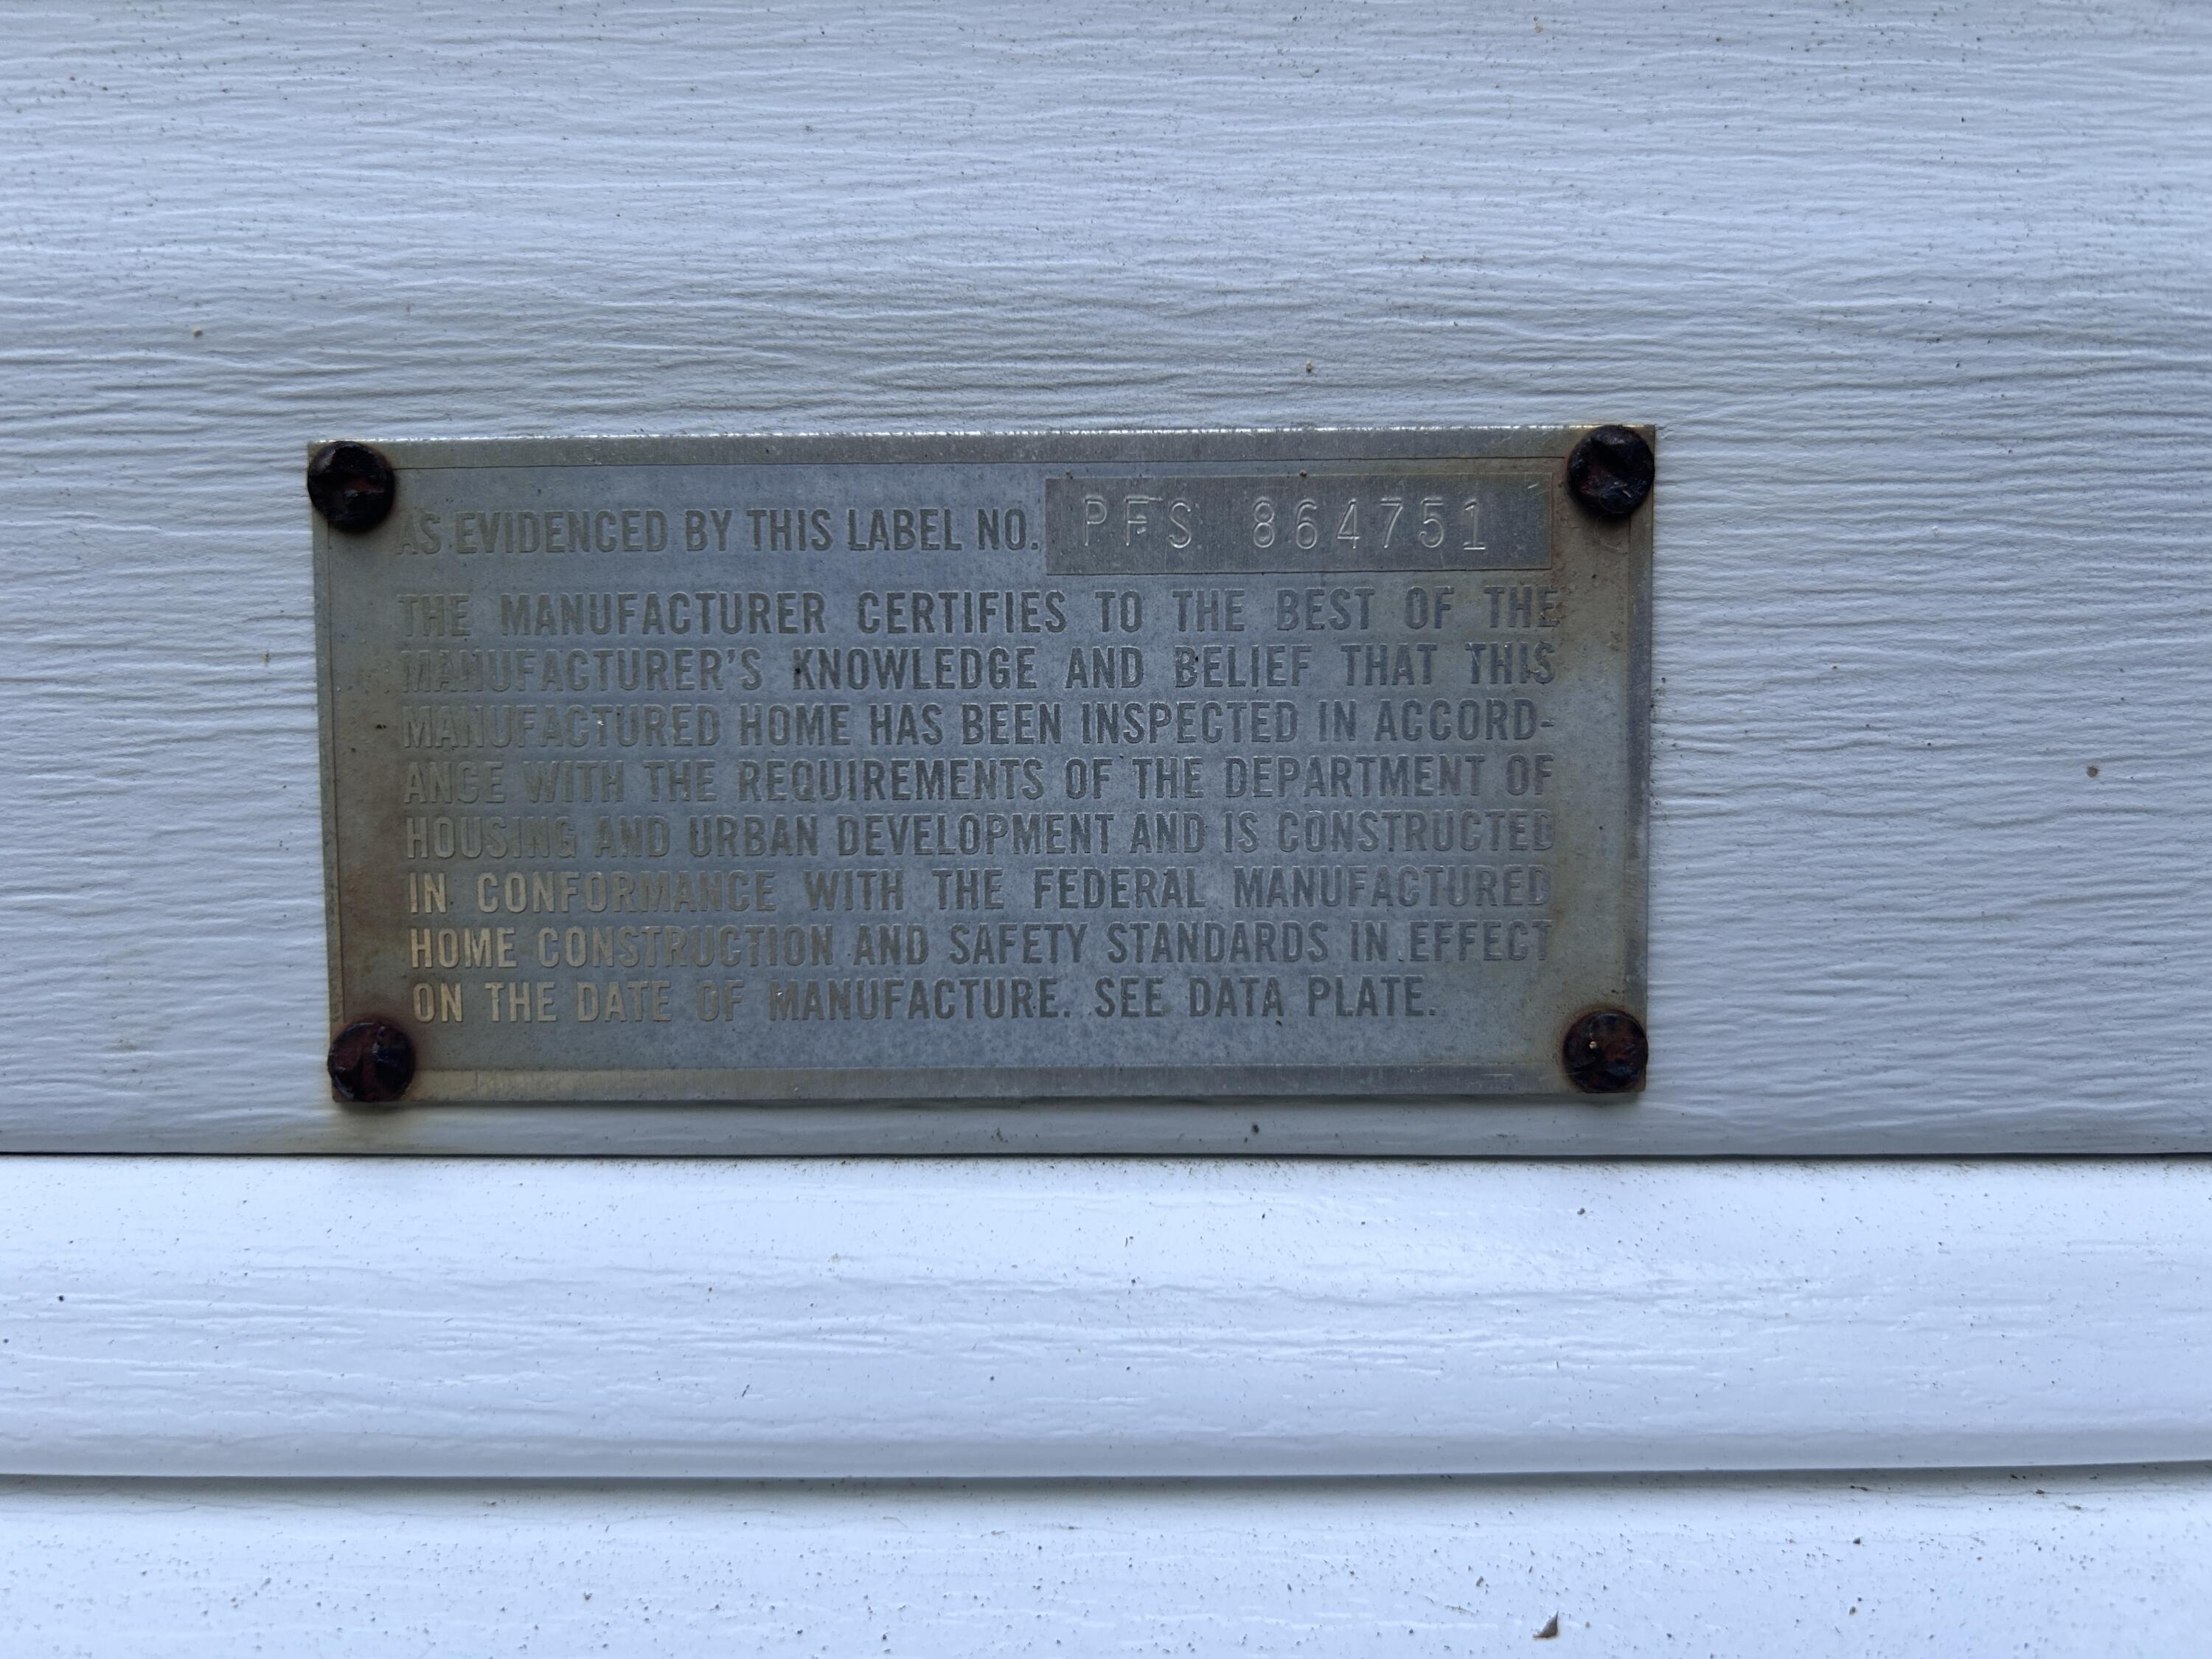 AS EVIDENCED BY THIS LABEL NO. PFS 864751
THE MANUFACTURER CERTIFIES TO THE BEST OF THE
MANUFACTURER'S KNOWLEDGE AND BELIEF THAT THIS
MANUFACTURED HOME HAS BEEN INSPECTED IN ACCORD-
ANCE WITH THE REQUIREMENTS OF THE DEPARTMENT OF
HOUSING AND URBAN DEVELOPMENT AND IS CONSTRUCTED
IN CONFORMANCE WITH THE FEDERAL MANUFACTURED
HOME CONSTRUCTION AND SAFETY STANDARDS IN EFFECT
ON THE DATE OF MANUFACTURE. SEE DATA PLATE.